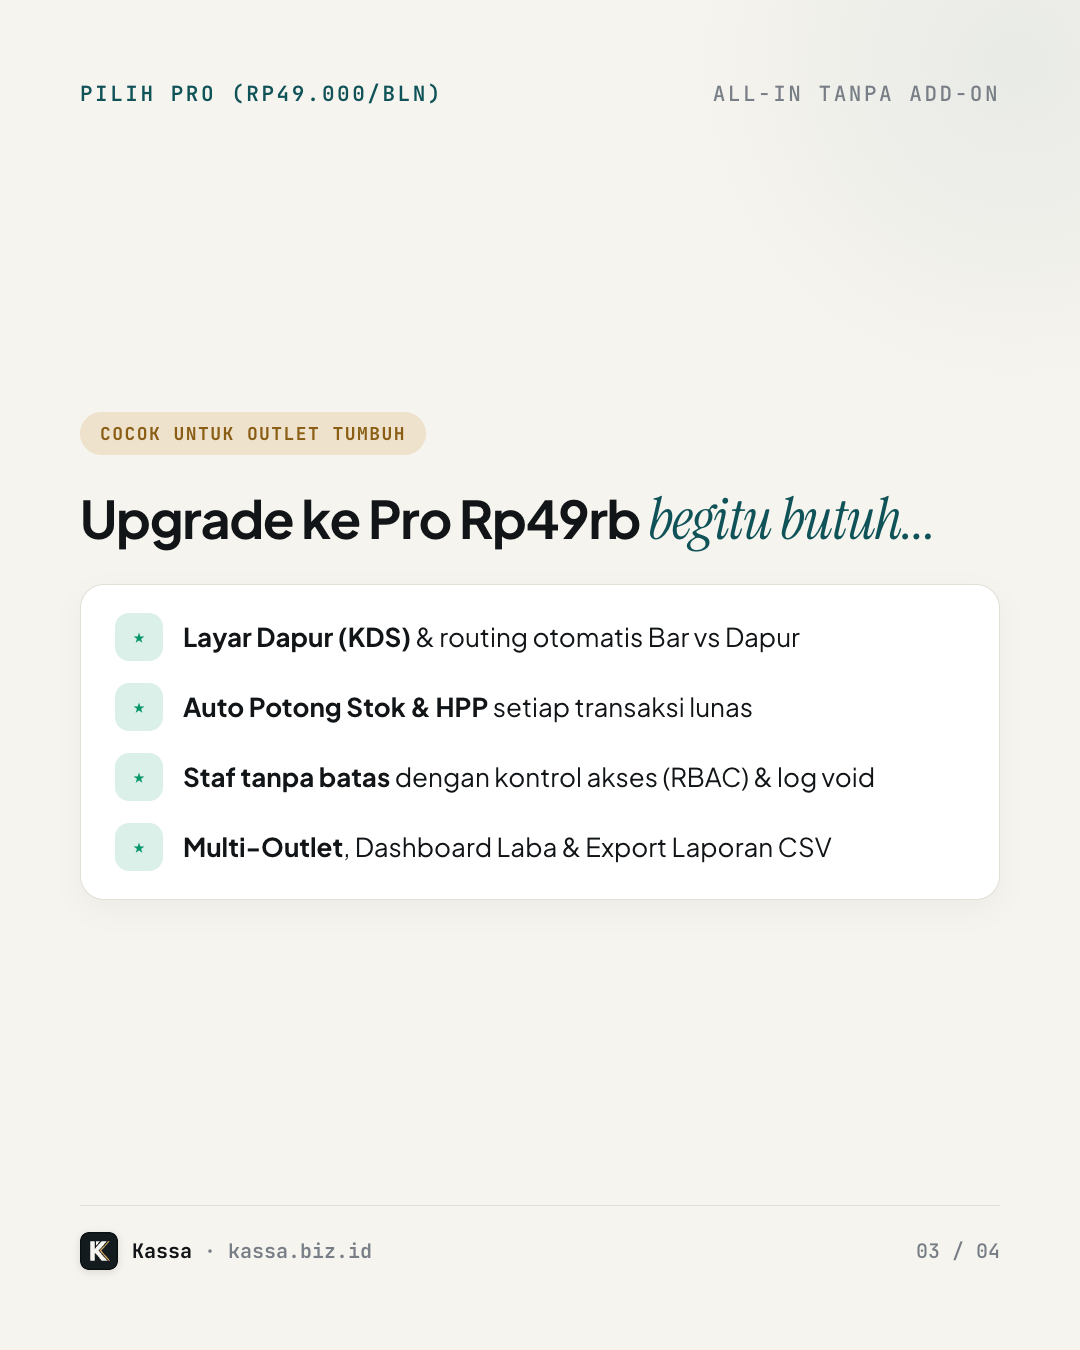 PILIH PRO (RP49.000/BLN)
ALL-IN TANPA ADD-ON
COCOK UNTUK OUTLET TUMBUH
Upgrade ke Pro Rp49rb begitu butuh...
★ Layar Dapur (KDS) & routing otomatis Bar vs Dapur
★ Auto Potong Stok & HPP setiap transaksi lunas
★ Staf tanpa batas dengan kontrol akses (RBAC) & log void
★ Multi-Outlet, Dashboard Laba & Export Laporan CSV
K Kassa · kassa.biz.id
03 / 04